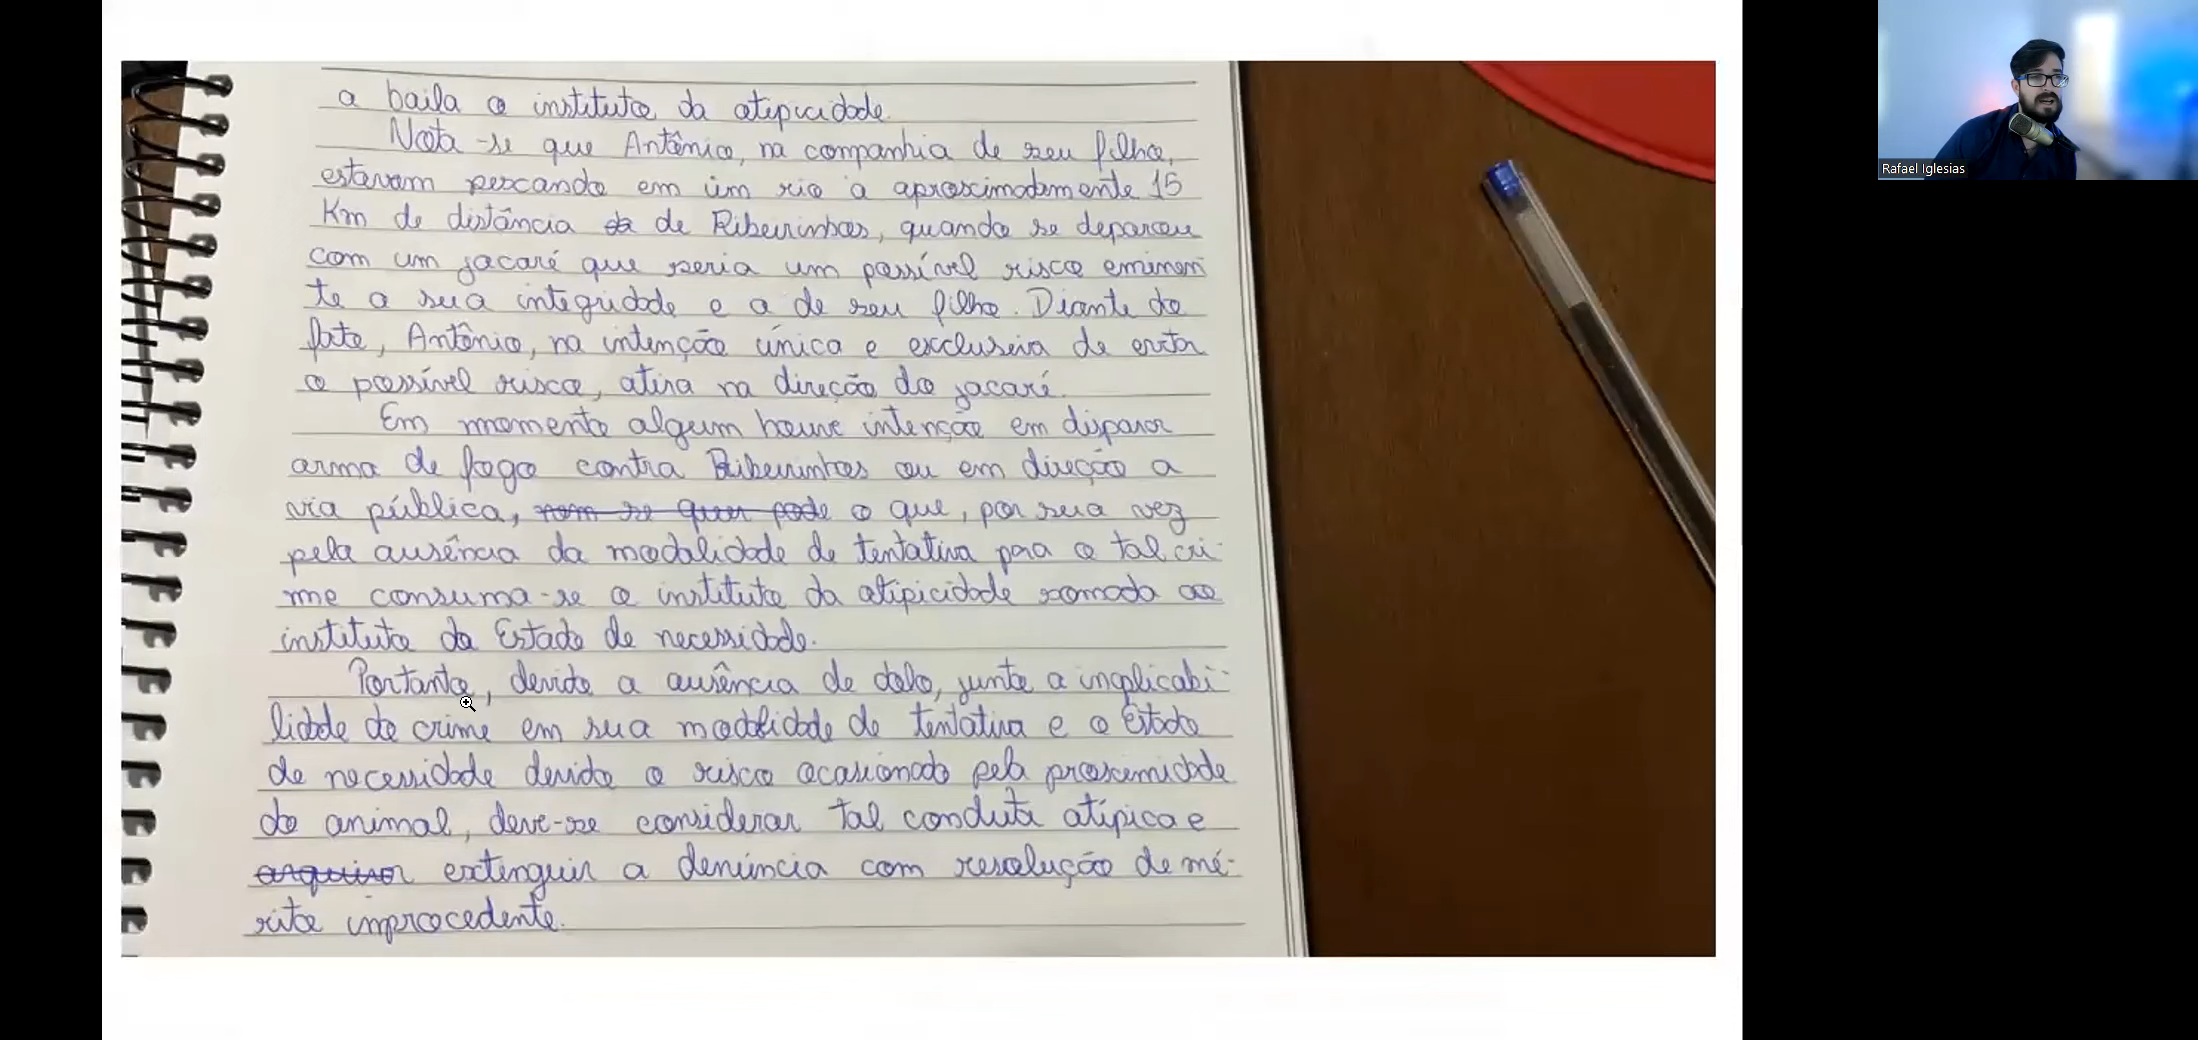 a baila o instituto da atipicidade.
Nota-se que Antônio, na companhia de seu filho,
estavam pescando em um rio a aproximadamente 15
Km de distância da de Ribeirinhos, quando se deparou
com um jacaré que seria um possível risco eminen
te a sua integridade e a de seu filho. Diante do
fato, Antônio, na intenção única e exclusiva de evitar
o possível risco, atira na direção do jacaré.
Em momento algum houve intenção em disparar
arma de fogo contra Ribeirinhos ou em direção a
via pública, nem se quer pode o que, por sua vez
pela ausência da modalidade de tentativa para o tal cri-
me consuma-se o instituto da atipicidade somado ao
instituto do Estado de necessidade.
Portanto, devido a ausência de dolo, junto a inaplicabi-
lidade do crime em sua modalidade de tentativa e o Estado
de necessidade devido o risco ocasionado pela proximidade
do animal, deve-se considerar tal conduta atípica e
arquivar extinguir a denúncia com resolução de mé-
rito improcedente.
Rafael Iglesias